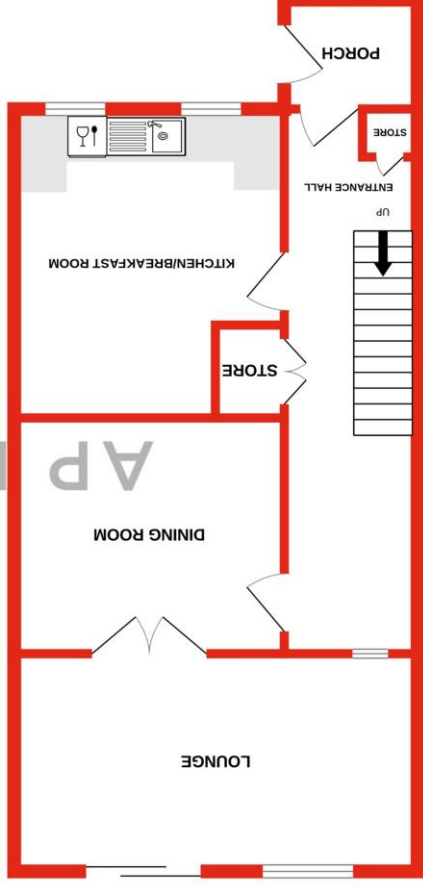 LOUNGE
DINING ROOM
AP
STORE
KITCHEN/BREAKFAST ROOM
UP
ENTRANCE HALL
STORE
PORCH